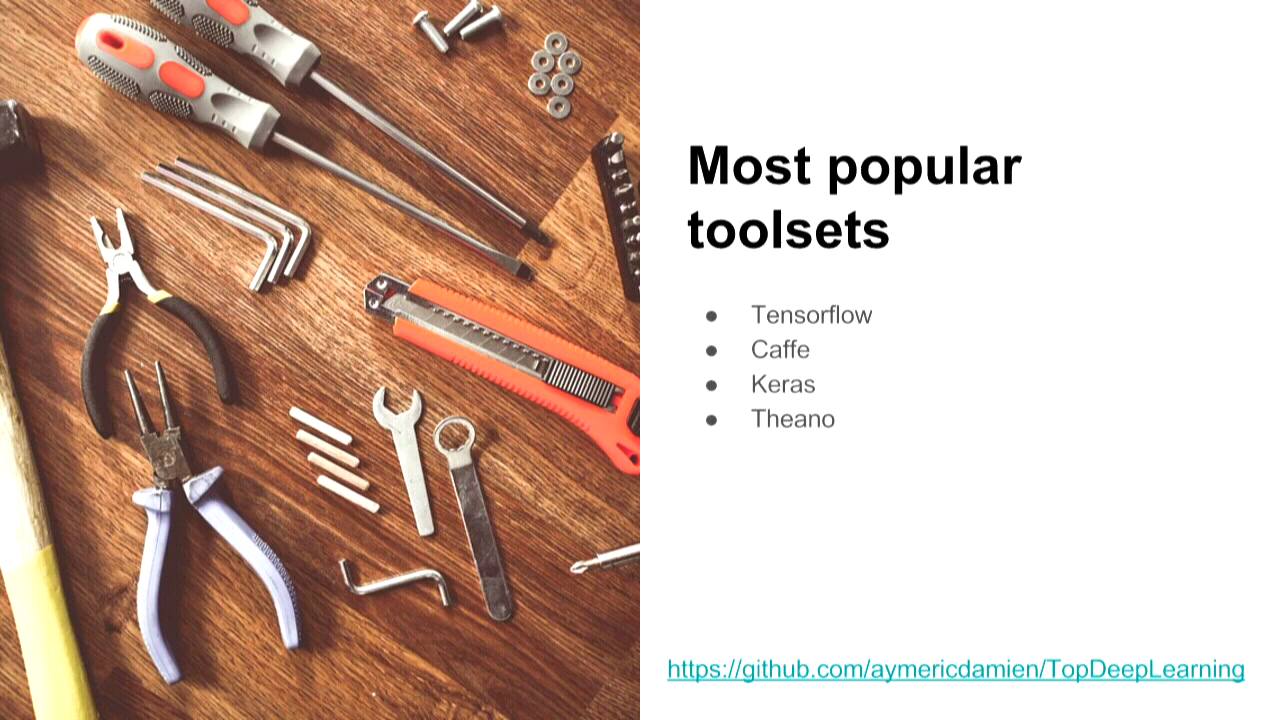 Most popular
toolsets
● Tensorflow
● Caffe
● Keras
● Theano
https://github.com/aymericdamien/TopDeepLearning